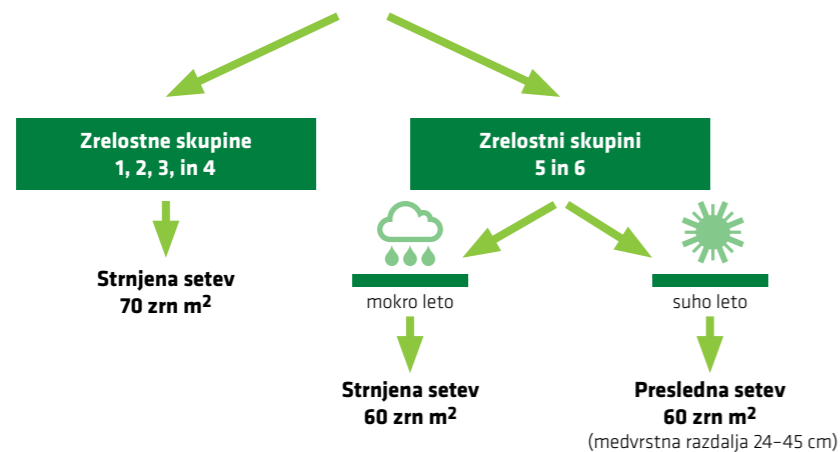 Zrelostne skupine
1, 2, 3, in 4
Zrelostni skupini
5 in 6
Strnjena setev
70 zrn m²
mokro leto
suho leto
Strnjena setev
60 zrn m²
Presledna setev
60 zrn m²
(medvrstna razdalja 24–45 cm)